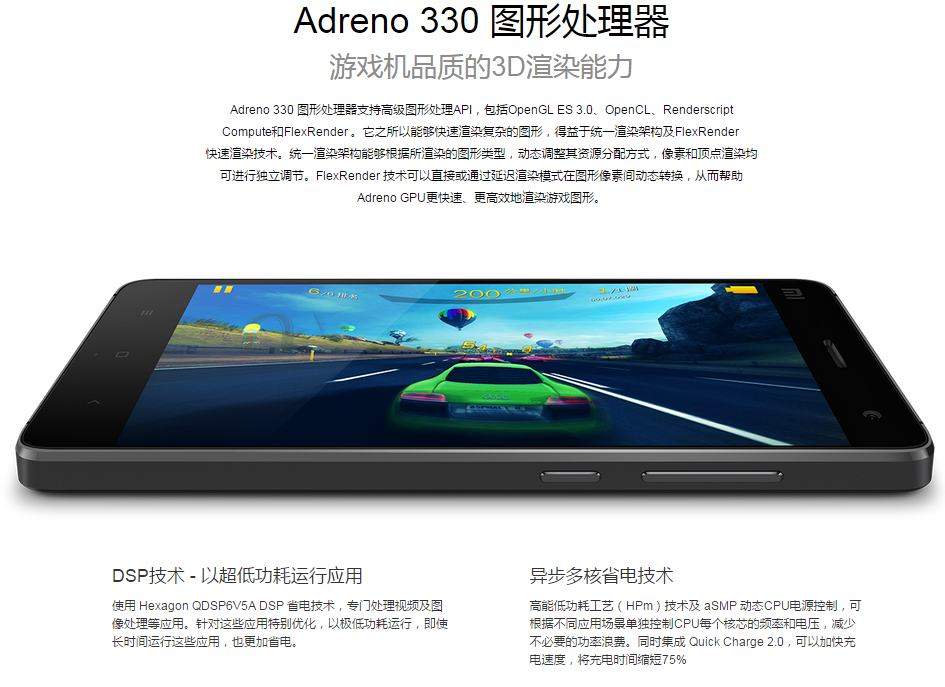 Adreno 330 图形处理器
游戏机品质的3D渲染能力
Adreno 330 图形处理器支持高级图形处理API，包括OpenGL ES 3.0、OpenCL、Renderscript
Compute和FlexRender 。它之所以能够快速渲染复杂的图形，得益于统一渲染架构及FlexRender
快速渲染技术。统一渲染架构能够根据所渲染的图形类型，动态调整其资源分配方式，像素和顶点渲染均
可进行独立调节。FlexRender 技术可以直接或通过延迟渲染模式在图形像素间动态转换，从而帮助
Adreno GPU更快速、更高效地渲染游戏图形。
200 公里/小时
DSP技术 - 以超低功耗运行应用
使用 Hexagon QDSP6V5A DSP 省电技术，专门处理视频及图
像处理等应用。针对这些应用特别优化，以极低功耗运行，即使
长时间运行这些应用，也更加省电。
异步多核省电技术
高能低功耗工艺（HPm）技术及 aSMP 动态CPU电源控制，可
根据不同应用场景单独控制CPU每个核芯的频率和电压，减少
不必要的功率浪费。同时集成 Quick Charge 2.0，可以加快充
电速度，将充电时间缩短75%